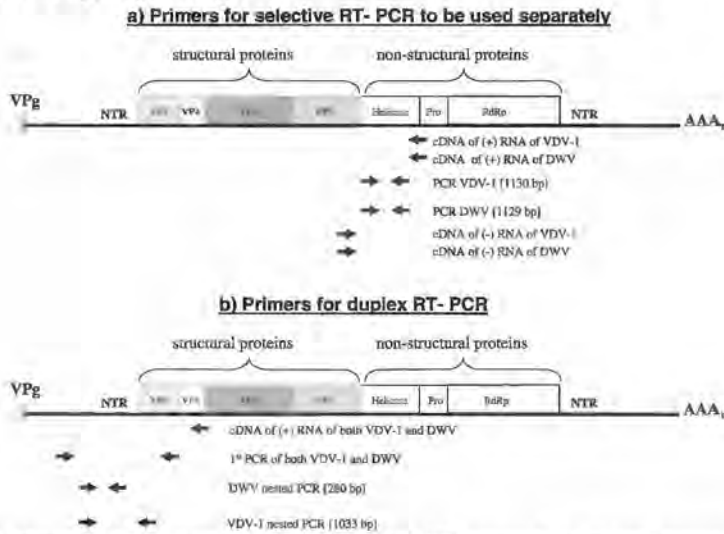 a) Primers for selective RT- PCR to be used separately
structural proteins non-structural proteins
VPg
NTR VP4 Helicase Pro RdRp NTR
AAA
cDNA of (+) RNA of VDV-1
cDNA of (+) RNA of DWV
PCR VDV-1 (1130 bp)
PCR DWV (1129 bp)
cDNA of (-) RNA of VDV-1
cDNA of (-) RNA of DWV
b) Primers for duplex RT- PCR
structural proteins non-structural proteins
VPg
NTR Helicase Pro RdRp NTR
AAA
cDNA of (+) RNA of both VDV-1 and DWV
1º PCR of both VDV-1 and DWV
DWV nested PCR (280 bp)
VDV-1 nested PCR (1033 bp)